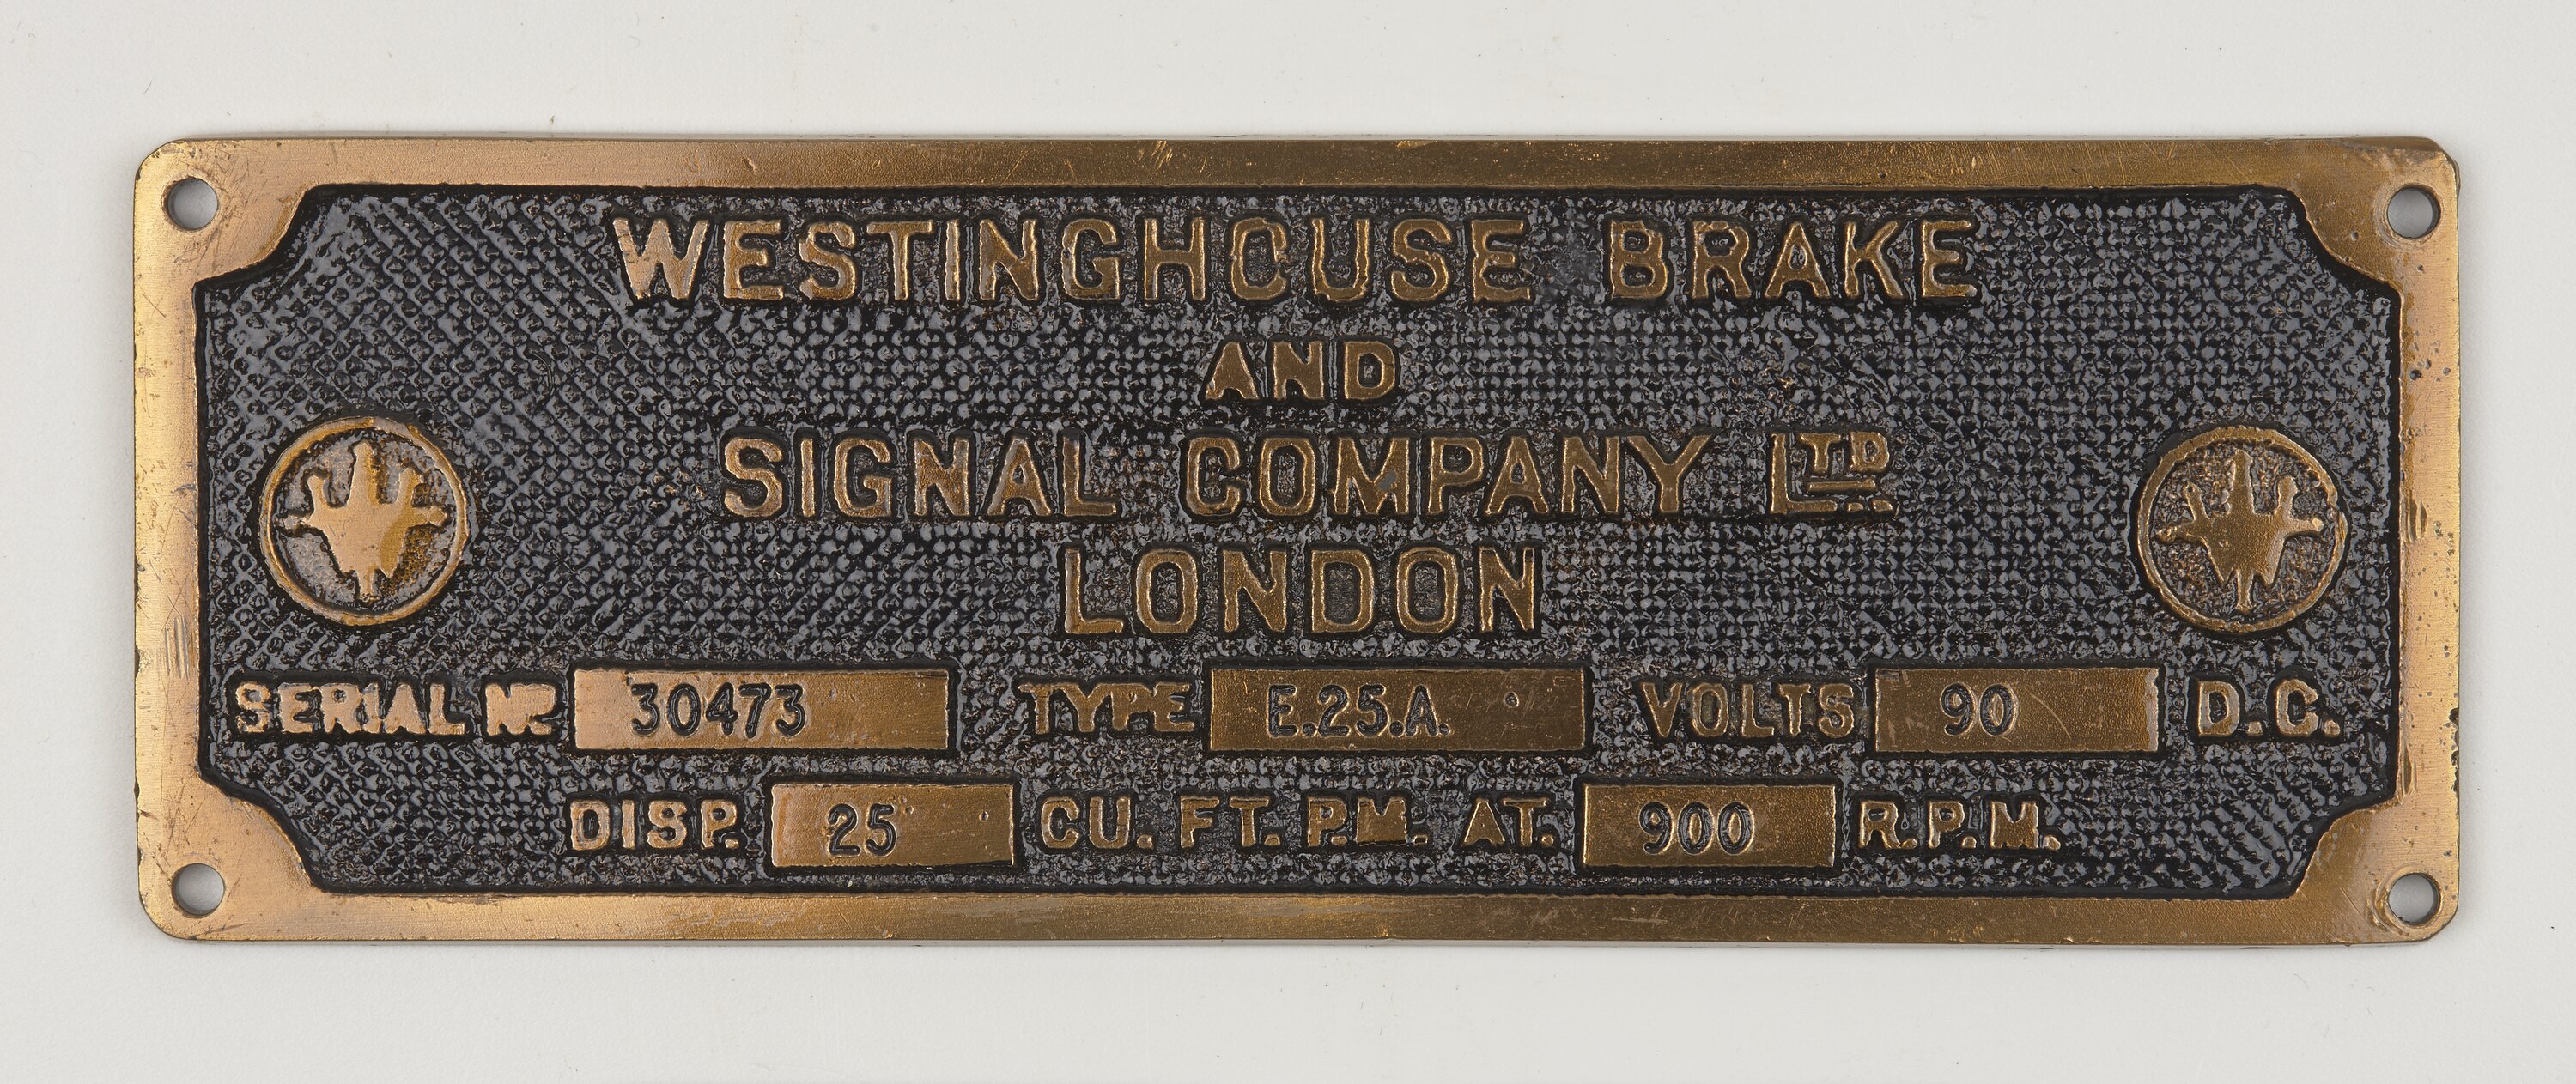 WESTINGHOUSE BRAKE
AND
SIGNAL COMPANY LTD.
LONDON
SERIAL No 30473 TYPE E.25.A. VOLTS 90 D.C.
DISP. 25 CU. FT. P.M. AT. 900 R.P.M.